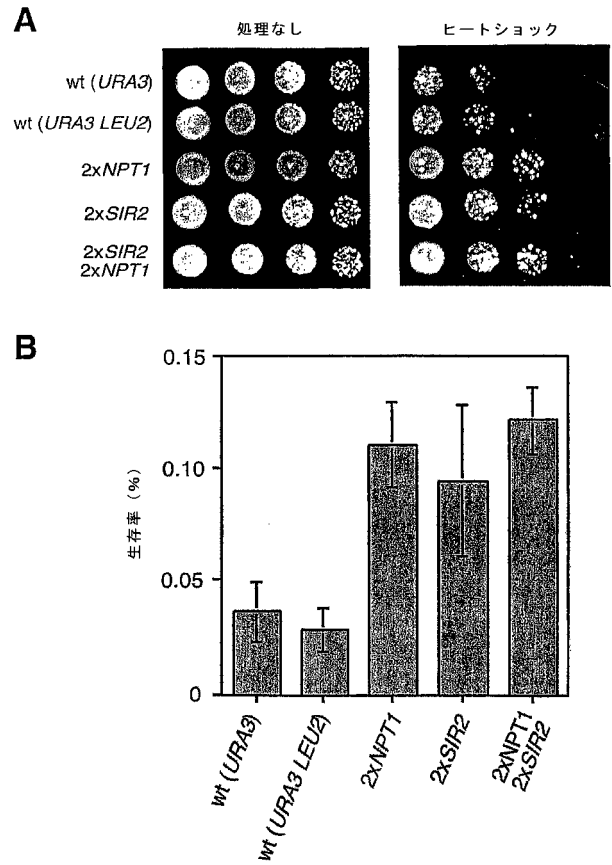 A
処理なし
ヒートショック
wt (URA3)
wt (URA3 LEU2)
2xNPT1
2xSIR2
2xSIR2
2xNPT1
B
0.15
0.10
0.05
0
生存率 (%)
wt (URA3)
wt (URA3 LEU2)
2xNPT1
2xSIR2
2xNPT1
2xSIR2